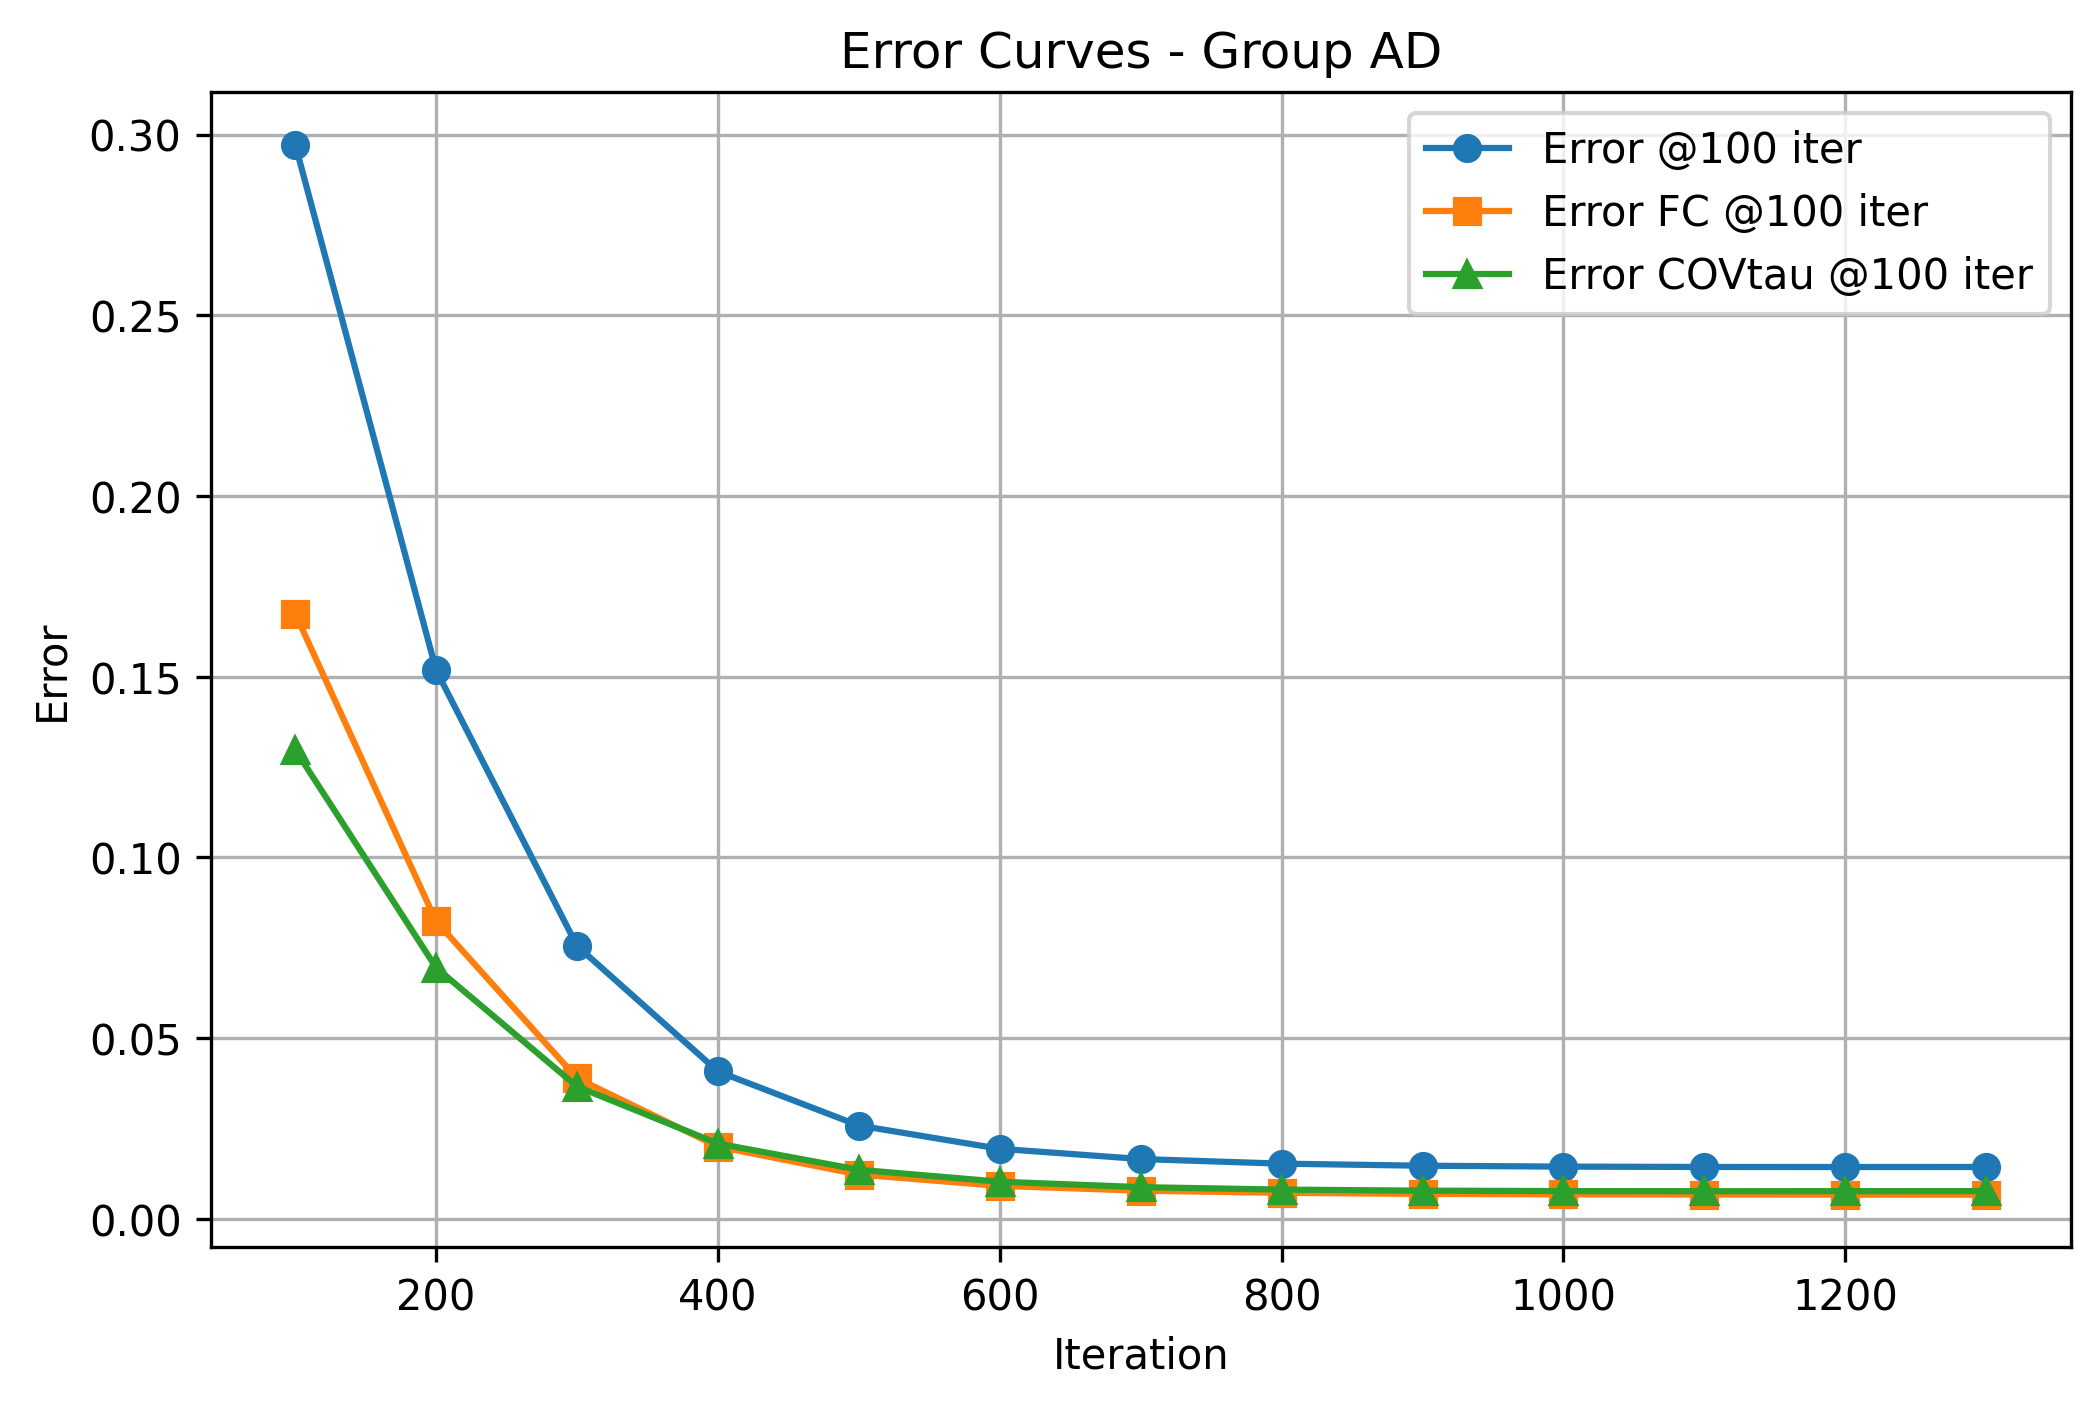 Error Curves - Group AD
Error @100 iter
Error FC @100 iter
Error COVtau @100 iter
0.30
0.25
0.20
0.15
0.10
0.05
0.00
Error
200 400 600 800 1000 1200
Iteration